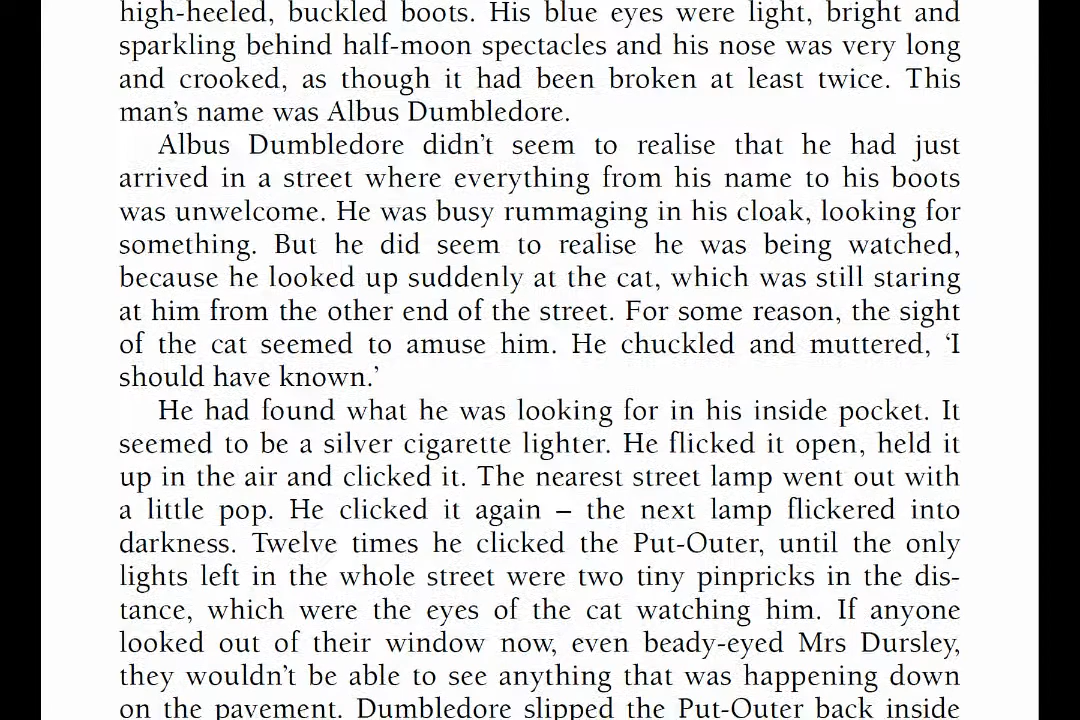 high-heeled, buckled boots. His blue eyes were light, bright and
sparkling behind half-moon spectacles and his nose was very long
and crooked, as though it had been broken at least twice. This
man's name was Albus Dumbledore.
Albus Dumbledore didn't seem to realise that he had just
arrived in a street where everything from his name to his boots
was unwelcome. He was busy rummaging in his cloak, looking for
something. But he did seem to realise he was being watched,
because he looked up suddenly at the cat, which was still staring
at him from the other end of the street. For some reason, the sight
of the cat seemed to amuse him. He chuckled and muttered, ‘I
should have known.’
He had found what he was looking for in his inside pocket. It
seemed to be a silver cigarette lighter. He flicked it open, held it
up in the air and clicked it. The nearest street lamp went out with
a little pop. He clicked it again – the next lamp flickered into
darkness. Twelve times he clicked the Put-Outer, until the only
lights left in the whole street were two tiny pinpricks in the dis-
tance, which were the eyes of the cat watching him. If anyone
looked out of their window now, even beady-eyed Mrs Dursley,
they wouldn't be able to see anything that was happening down
on the pavement. Dumbledore slipped the Put-Outer back inside